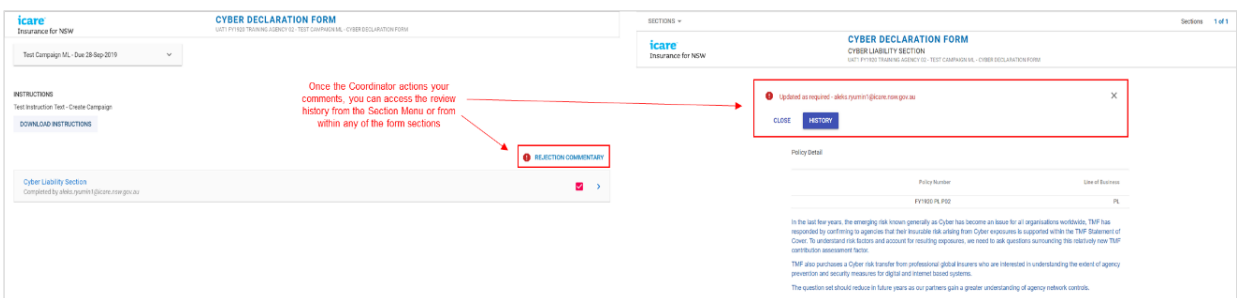 icare
Insurance for NSW
CYBER DECLARATION FORM
UAT1 FY1920 TRAINING AGENCY 02 - TEST CAMPAIGN ML - CYBER DECLARATION FORM
Test Campaign ML - Due 28-Sep-2019
INSTRUCTIONS
Test Instruction Text - Create Campaign
DOWNLOAD INSTRUCTIONS
Once the Coordinator actions your
comments, you can access the review
history from the Section Menu or from
within any of the form sections
REJECTION COMMENTARY
Cyber Liability Section
Completed by aleks.ryumin1@icare.nsw.gov.au
SECTIONS
Sections 1 of 1
icare
Insurance for NSW
CYBER DECLARATION FORM
CYBER LIABILITY SECTION
UAT1 FY1920 TRAINING AGENCY 02 - TEST CAMPAIGN ML - CYBER DECLARATION FORM
Updated as required - aleks.ryumin1@icare.nsw.gov.au
CLOSE
HISTORY
Policy Detail
Policy Number Line of Business
FY1920 PL P02 PL
In the last few years, the emerging risk known generally as Cyber has become an issue for all organisations worldwide, TMF has
responded by confirming to agencies that their insurable risk arising from Cyber exposures is supported within the TMF Statement of
Cover. To understand risk factors and account for resulting exposures, we need to ask questions surrounding this relatively new TMF
contribution assessment factor.
TMF also purchases a Cyber risk transfer from professional global insurers who are interested in understanding the extent of agency
prevention and security measures for digital and internet based systems.
The question set should reduce in future years as our partners gain a greater understanding of agency network controls.